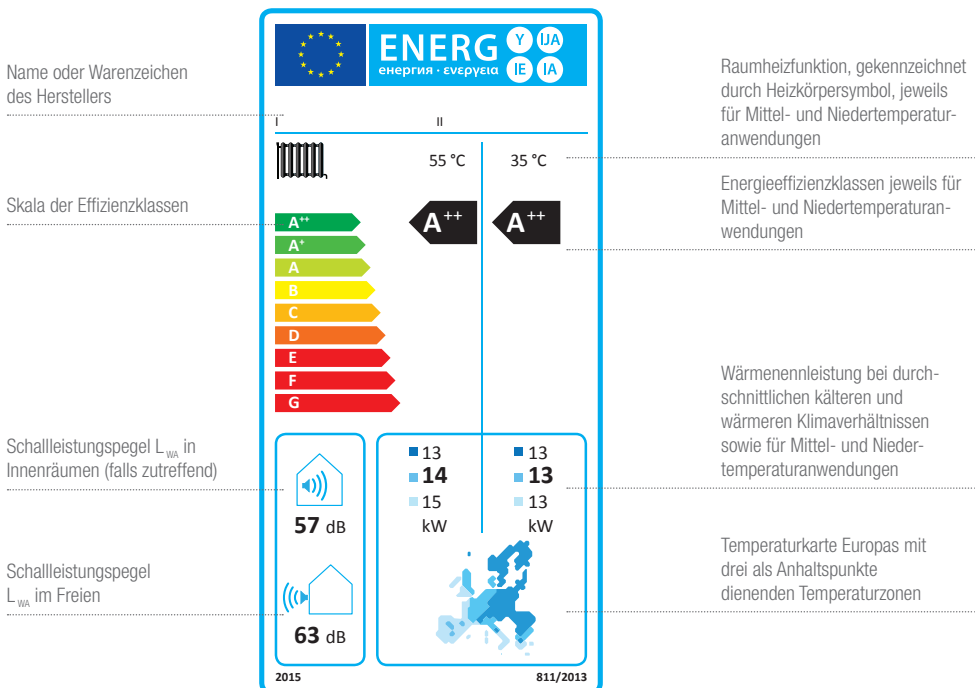 ENERG Y IJA
енергия · ενεργεια IE IA
Name oder Warenzeichen
des Herstellers
I II
Raumheizfunktion, gekennzeichnet
durch Heizkörpersymbol, jeweils
für Mittel- und Niedertemperatur-
anwendungen
55 °C 35 °C
Skala der Effizienzklassen
Energieeffizienzklassen jeweils für
Mittel- und Niedertemperaturan-
wendungen
A++ A++ A++
A+
A
B
C
D
E
F
G
Schallleistungspegel LWA in
Innenräumen (falls zutreffend)
57 dB
Schallleistungspegel
LWA im Freien
63 dB
13 13
14 13
15 13
kW kW
Wärmenennleistung bei durch-
schnittlichen kälteren und
wärmeren Klimaverhältnissen
sowie für Mittel- und Nieder-
temperaturanwendungen
Temperaturkarte Europas mit
drei als Anhaltspunkte
dienenden Temperaturzonen
2015 811/2013